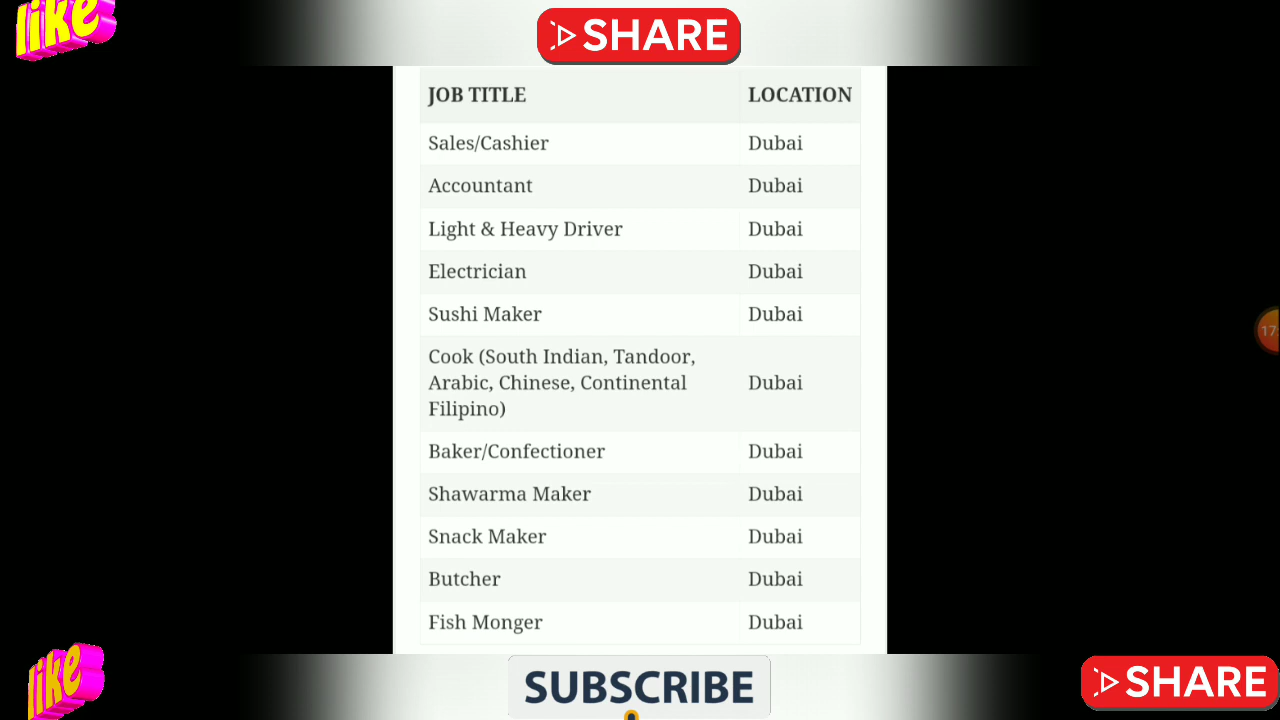 like
SHARE
JOB TITLE LOCATION
Sales/Cashier Dubai
Accountant Dubai
Light & Heavy Driver Dubai
Electrician Dubai
Sushi Maker Dubai
Cook (South Indian, Tandoor,
Arabic, Chinese, Continental Dubai
Filipino)
Baker/Confectioner Dubai
Shawarma Maker Dubai
Snack Maker Dubai
Butcher Dubai
Fish Monger Dubai
17
like
SUBSCRIBE
SHARE